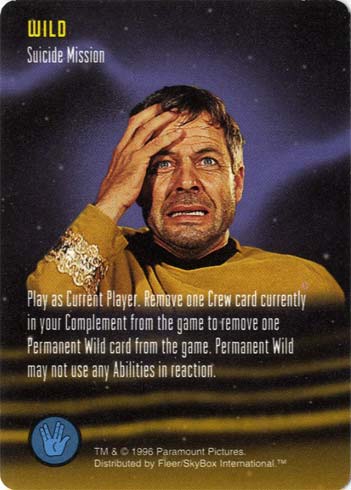 WILD
Suicide Mission
Play as Current Player. Remove one Crew card currently
in your Complement from the game to remove one
Permanent Wild card from the game. Permanent Wild
may not use any Abilities in reaction.
TM & © 1996 Paramount Pictures.
Distributed by Fleer/SkyBox International.™